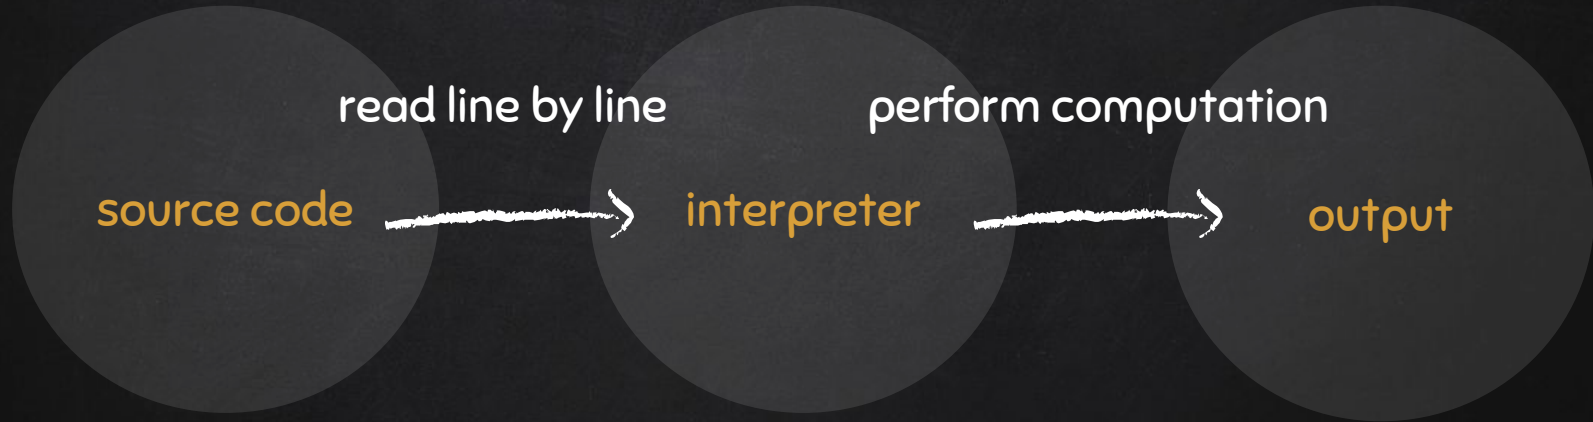 read line by line
perform computation
source code
interpreter
output